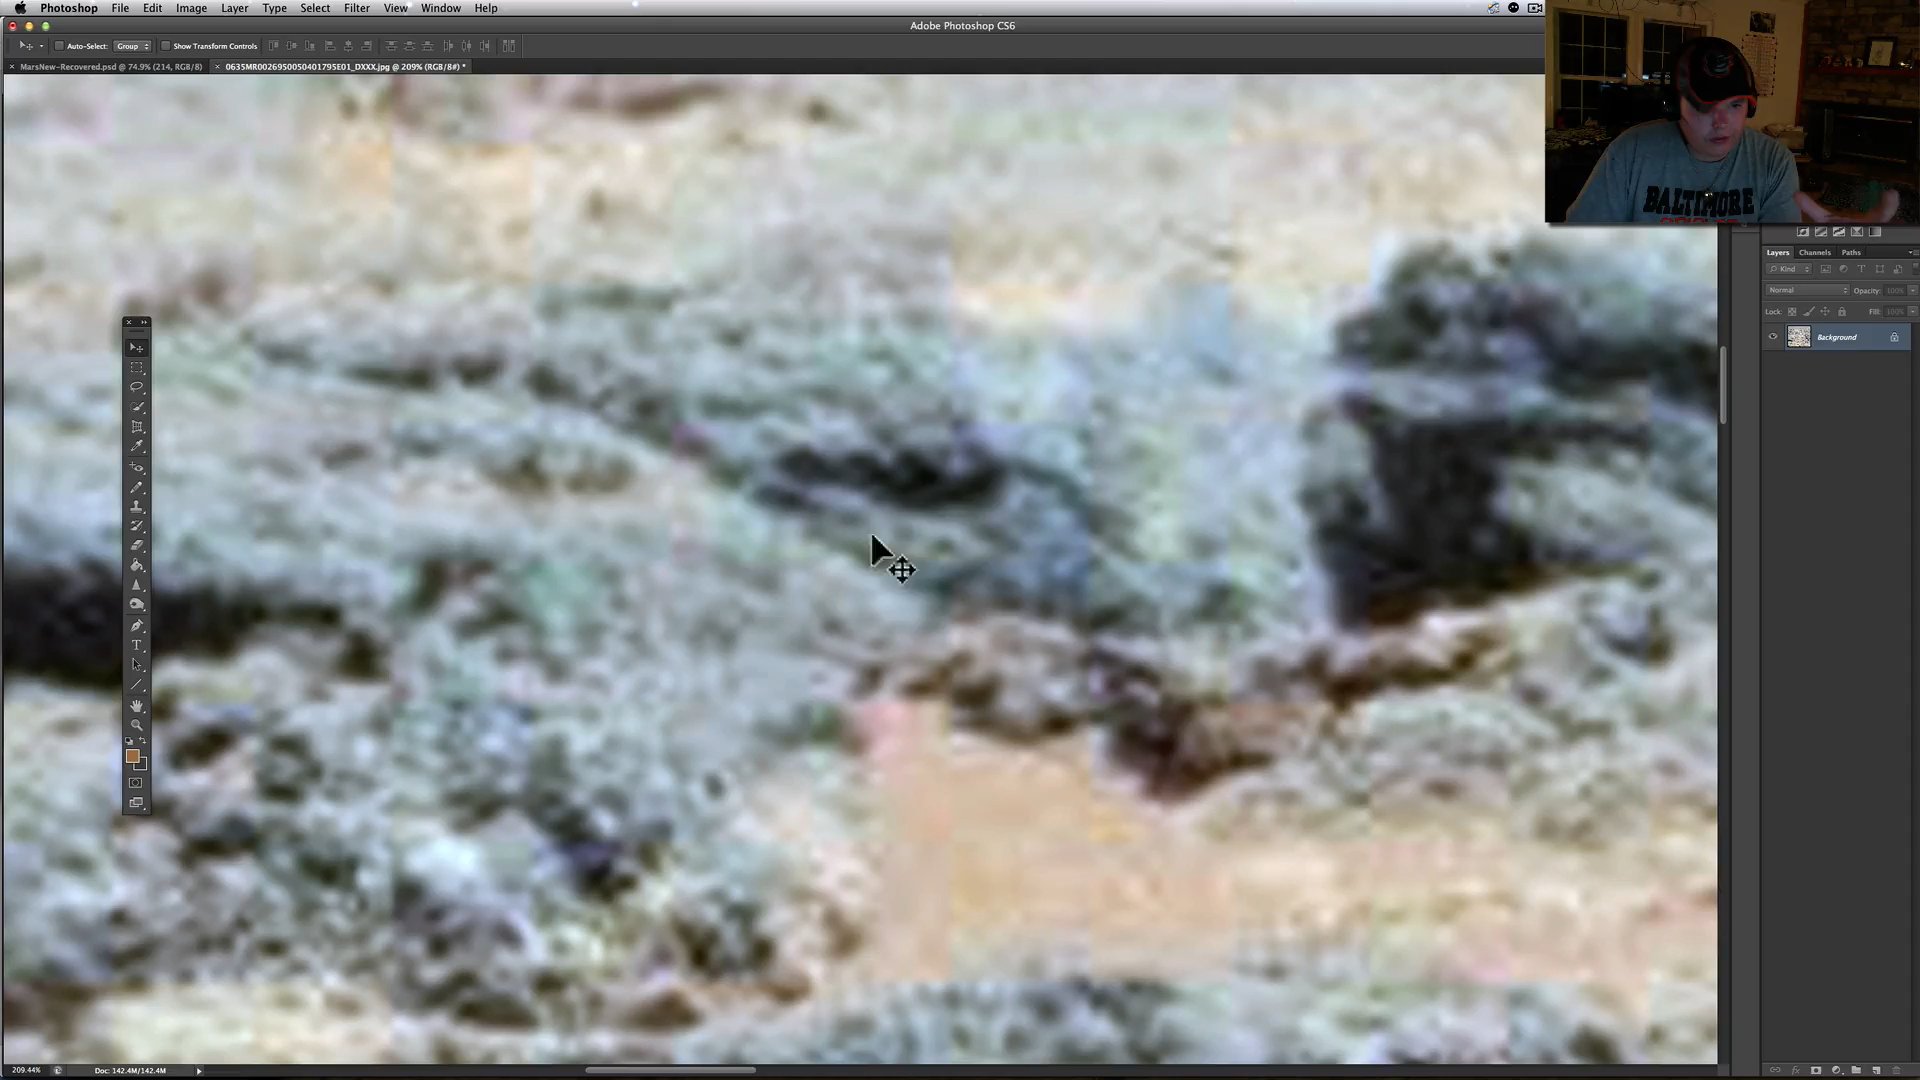 Photoshop File Edit Image Layer Type Select Filter View Window Help
Adobe Photoshop CS6
Auto-Select: Group Show Transform Controls
MarsNew-Recovered.psd @ 74.9% (214, RGB/8)
0635MR0026950050401795E01_DXXX.jpg @ 209% (RGB/8#) *
BALTIMORE
Layers Channels Paths
Kind
Normal Opacity: 100%
Lock: Fill: 100%
Background
209.44% Doc: 142.4M/142.4M